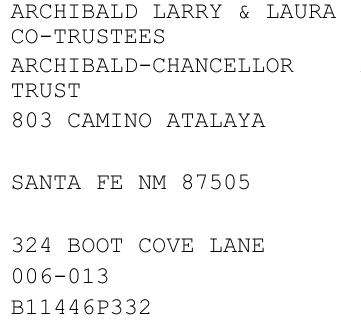 ARCHIBALD LARRY & LAURA
CO-TRUSTEES
ARCHIBALD-CHANCELLOR
TRUST
803 CAMINO ATALAYA
SANTA FE NM 87505
324 BOOT COVE LANE
006-013
B11446P332